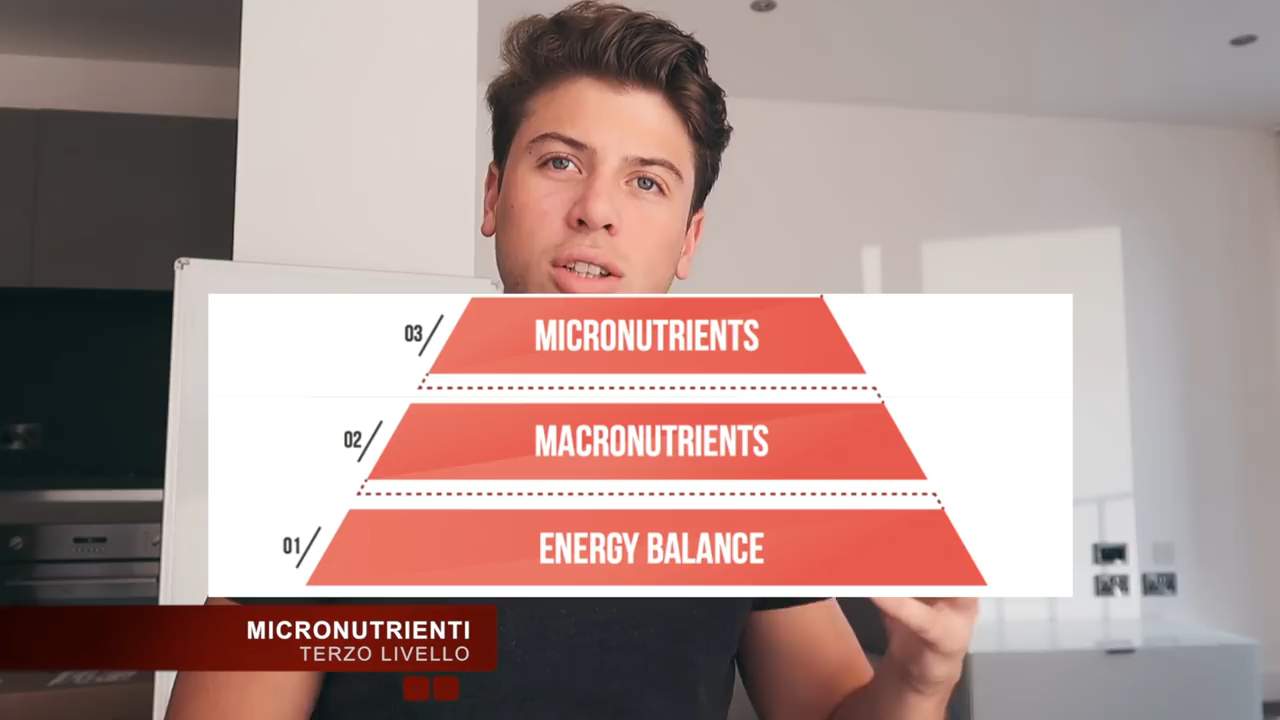 03/ MICRONUTRIENTS
02/ MACRONUTRIENTS
01/ ENERGY BALANCE
MICRONUTRIENTI
TERZO LIVELLO